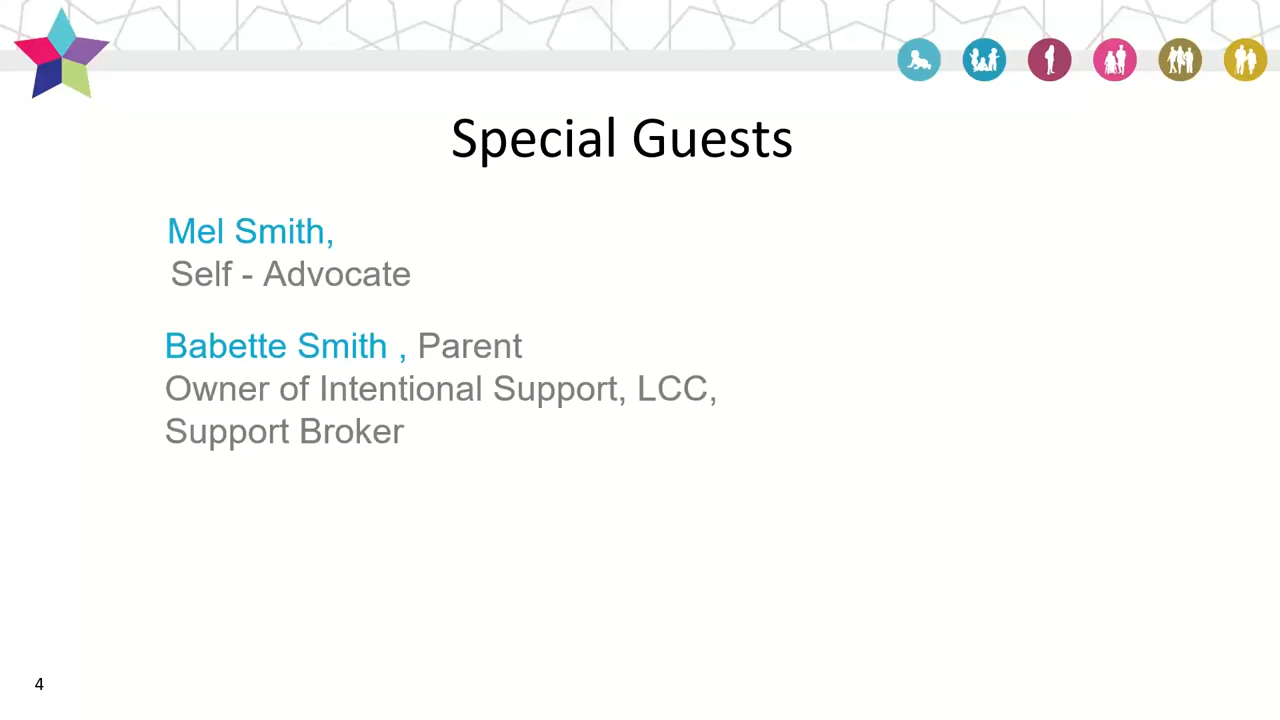 Special Guests
Mel Smith,
Self - Advocate
Babette Smith , Parent
Owner of Intentional Support, LCC,
Support Broker
4